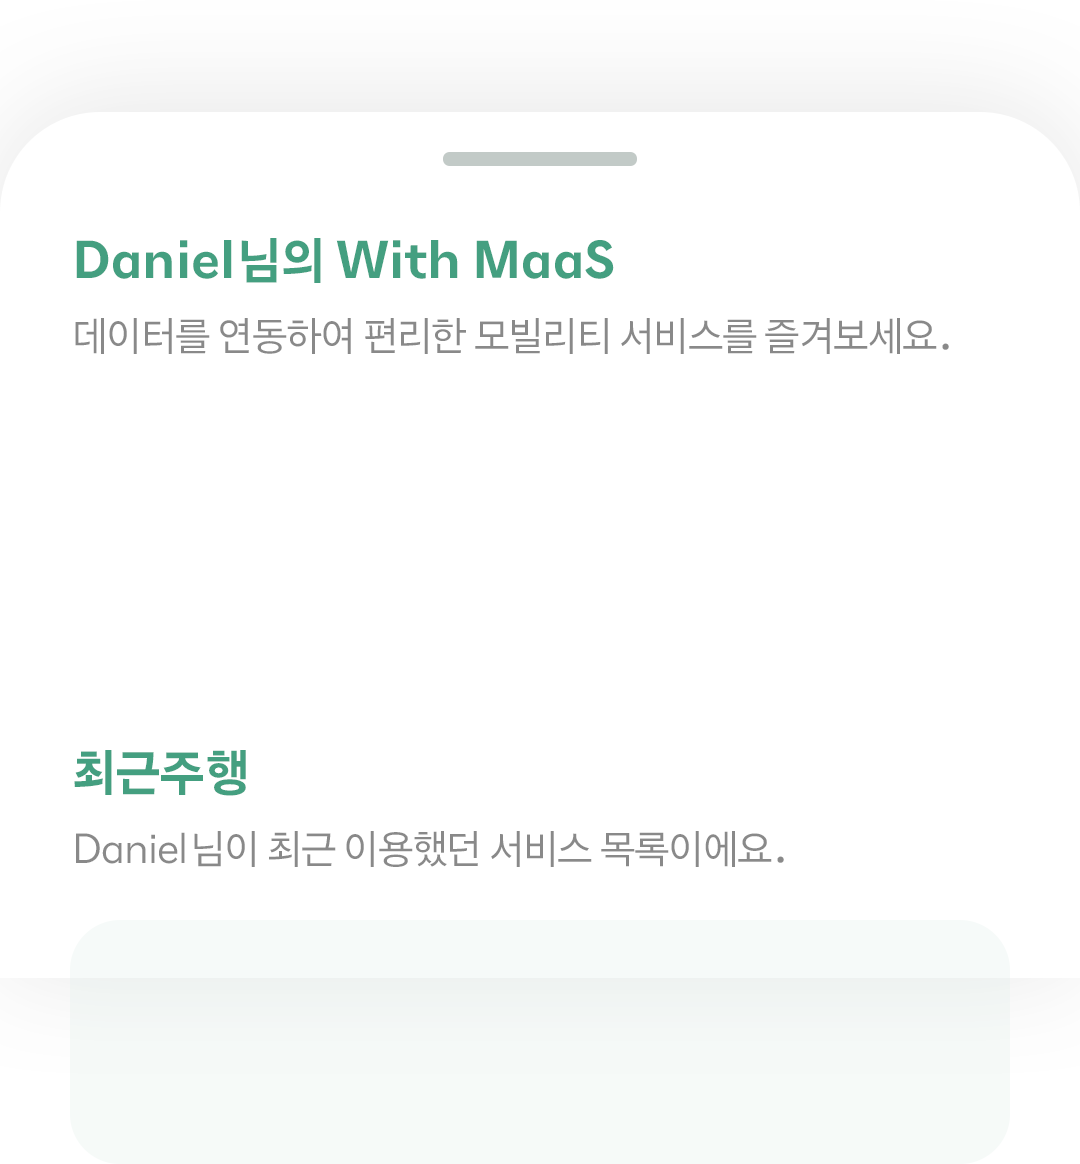 Daniel님의 With MaaS
데이터를 연동하여 편리한 모빌리티 서비스를 즐겨보세요.
최근주행
Daniel님이 최근 이용했던 서비스 목록이에요.